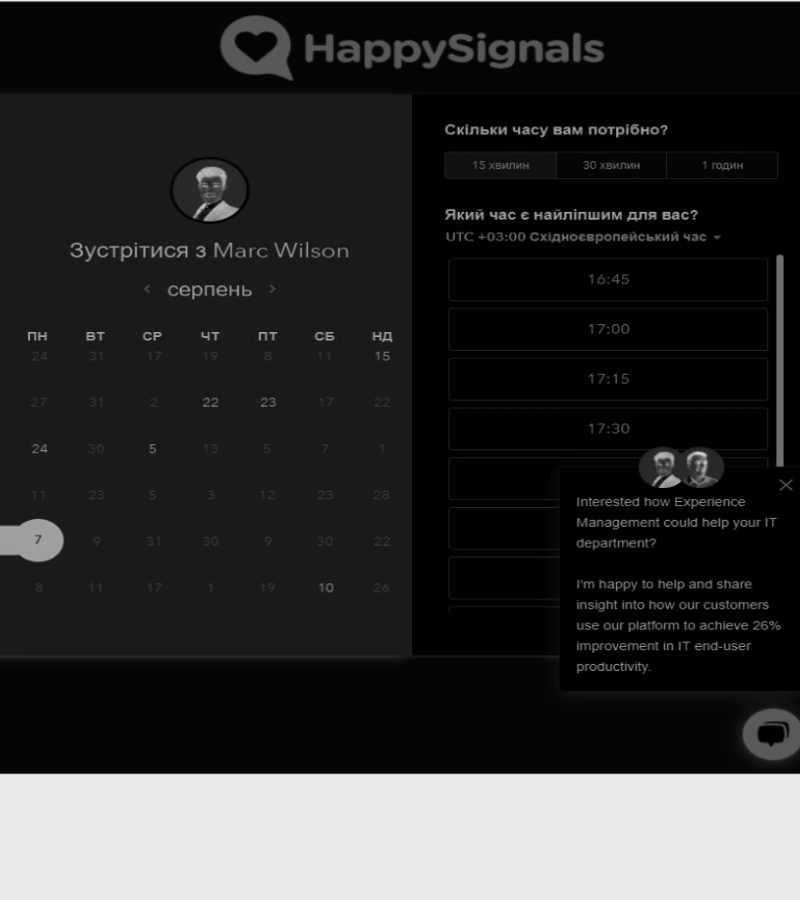 HappySignals
Зустрітися з Marc Wilson
серпень
ПН ВТ СР ЧТ ПТ СБ НД
24 31 17 19 8 11 15
27 31 2 22 23 17 22
24 30 5 13 5 7 1
11 23 5 3 12 23 28
7 9 31 30 9 30 22
8 11 17 1 19 10 26
Скільки часу вам потрібно?
15 хвилин 30 хвилин 1 годин
Який час є найліпшим для вас?
UTC +03:00 Східноєвропейський час
16:45
17:00
17:15
17:30
Interested how Experience
Management could help your IT
department?
I'm happy to help and share
insight into how our customers
use our platform to achieve 26%
improvement in IT end-user
productivity.